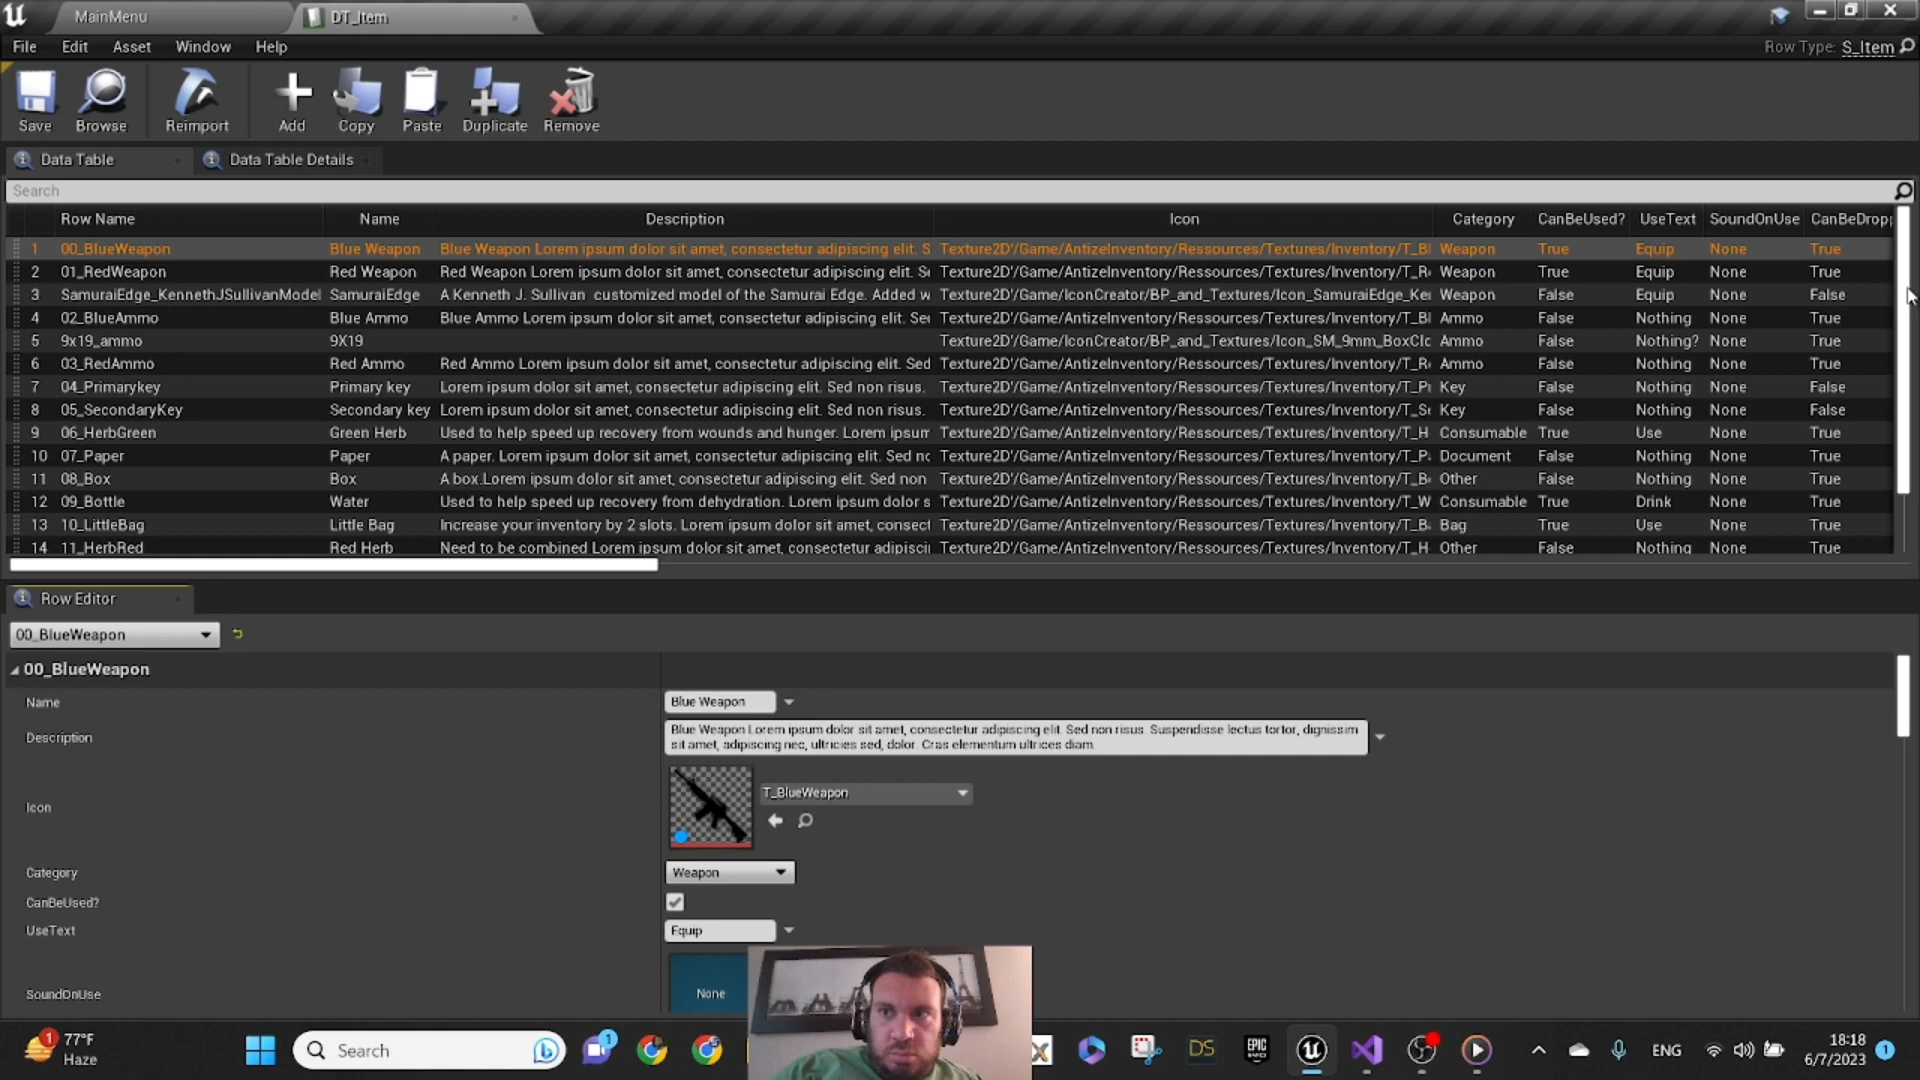 MainMenu
DT_Item
File Edit Asset Window Help
Row Type: S_Item
Save Browse Reimport Add Copy Paste Duplicate Remove
Data Table Data Table Details
Search
Row Name Name Description Icon Category CanBeUsed? UseText SoundOnUse CanBeDropp
1 00_BlueWeapon Blue Weapon Blue Weapon Lorem ipsum dolor sit amet, consectetur adipiscing elit. S Texture2D'/Game/AntizeInventory/Ressources/Textures/Inventory/T_Bl Weapon True Equip None True
2 01_RedWeapon Red Weapon Red Weapon Lorem ipsum dolor sit amet, consectetur adipiscing elit. Se Texture2D'/Game/AntizeInventory/Ressources/Textures/Inventory/T_Re Weapon True Equip None True
3 SamuraiEdge_KennethJSullivanModel SamuraiEdge A Kenneth J. Sullivan customized model of the Samurai Edge. Added w Texture2D'/Game/IconCreator/BP_and_Textures/Icon_SamuraiEdge_Ke Weapon False Equip None False
4 02_BlueAmmo Blue Ammo Blue Ammo Lorem ipsum dolor sit amet, consectetur adipiscing elit. Sed Texture2D'/Game/AntizeInventory/Ressources/Textures/Inventory/T_Bl Ammo False Nothing None True
5 9x19_ammo 9X19 Texture2D'/Game/IconCreator/BP_and_Textures/Icon_SM_9mm_BoxClo Ammo False Nothing? None True
6 03_RedAmmo Red Ammo Red Ammo Lorem ipsum dolor sit amet, consectetur adipiscing elit. Sed Texture2D'/Game/AntizeInventory/Ressources/Textures/Inventory/T_Re Ammo False Nothing None True
7 04_Primarykey Primary key Lorem ipsum dolor sit amet, consectetur adipiscing elit. Sed non risus. Texture2D'/Game/AntizeInventory/Ressources/Textures/Inventory/T_Pr Key False Nothing None False
8 05_SecondaryKey Secondary key Lorem ipsum dolor sit amet, consectetur adipiscing elit. Sed non risus. Texture2D'/Game/AntizeInventory/Ressources/Textures/Inventory/T_Se Key False Nothing None False
9 06_HerbGreen Green Herb Used to help speed up recovery from wounds and hunger. Lorem ipsum Texture2D'/Game/AntizeInventory/Ressources/Textures/Inventory/T_H Consumable True Use None True
10 07_Paper Paper A paper. Lorem ipsum dolor sit amet, consectetur adipiscing elit. Sed nc Texture2D'/Game/AntizeInventory/Ressources/Textures/Inventory/T_P Document False Nothing None True
11 08_Box Box A box.Lorem ipsum dolor sit amet, consectetur adipiscing elit. Sed non Texture2D'/Game/AntizeInventory/Ressources/Textures/Inventory/T_B Other False Nothing None True
12 09_Bottle Water Used to help speed up recovery from dehydration. Lorem ipsum dolor s Texture2D'/Game/AntizeInventory/Ressources/Textures/Inventory/T_W Consumable True Drink None True
13 10_LittleBag Little Bag Increase your inventory by 2 slots. Lorem ipsum dolor sit amet, consect Texture2D'/Game/AntizeInventory/Ressources/Textures/Inventory/T_B Bag True Use None True
14 11_HerbRed Red Herb Need to be combined Lorem ipsum dolor sit amet, consectetur adipisci Texture2D'/Game/AntizeInventory/Ressources/Textures/Inventory/T_H Other False Nothing None True
Row Editor
00_BlueWeapon
00_BlueWeapon
Name Blue Weapon
Description Blue Weapon Lorem ipsum dolor sit amet, consectetur adipiscing elit. Sed non risus. Suspendisse lectus tortor, dignissim
sit amet, adipiscing nec, ultricies sed, dolor. Cras elementum ultrices diam.
Icon T_BlueWeapon
Category Weapon
CanBeUsed?
UseText Equip
SoundOnUse None
1 77°F
Haze
Search
1
DS
EPIC GAMES
ENG
18:18
6/7/2023
1